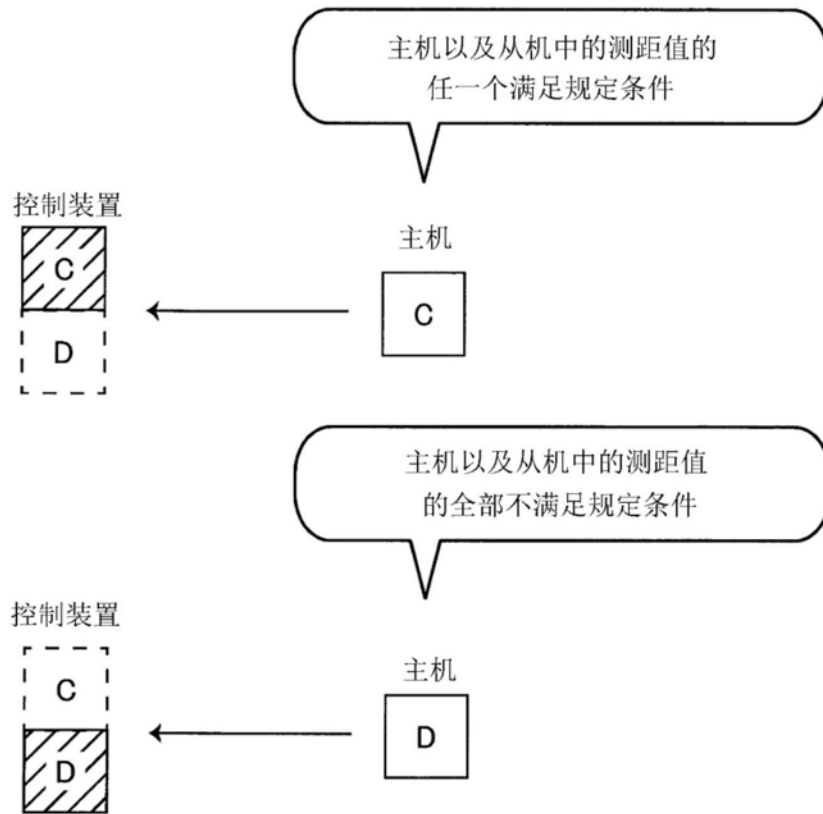 主机以及从机中的测距值的
任一个满足规定条件
控制装置
主机
C
C
D
主机以及从机中的测距值
的全部不满足规定条件
控制装置
主机
C
D
D